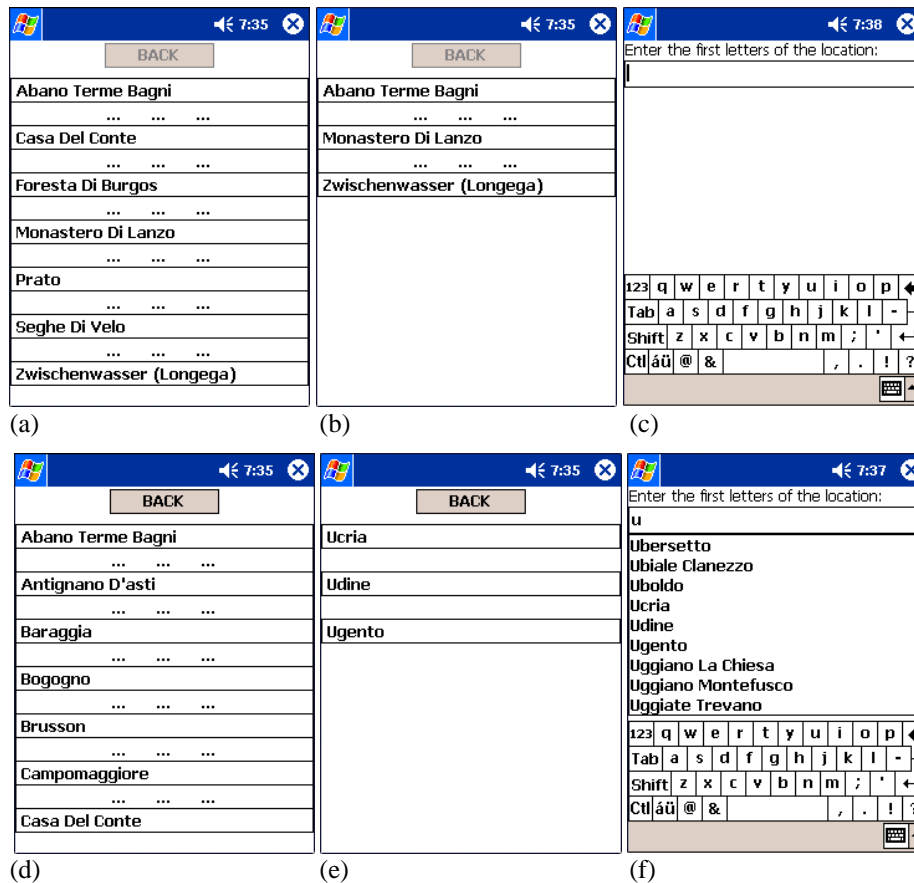 7:35
BACK
Abano Terme Bagni
... ... ...
Casa Del Conte
... ... ...
Foresta Di Burgos
... ... ...
Monastero Di Lanzo
... ... ...
Prato
... ... ...
Seghe Di Velo
... ... ...
Zwischenwasser (Longega)
(a)
7:35
BACK
Abano Terme Bagni
... ... ...
Monastero Di Lanzo
... ... ...
Zwischenwasser (Longega)
(b)
7:38
Enter the first letters of the location:
123 q w e r t y u i o p
Tab a s d f g h j k l -
Shift z x c v b n m ; '
Ctl áü @ & , . ! ?
(c)
7:35
BACK
Abano Terme Bagni
... ... ...
Antignano D'asti
... ... ...
Baraggia
... ... ...
Bogogno
... ... ...
Brusson
... ... ...
Campomaggiore
... ... ...
Casa Del Conte
(d)
7:35
BACK
Ucria
Udine
Ugento
(e)
7:37
Enter the first letters of the location:
u
Ubersetto
Ubiale Clanezzo
Uboldo
Ucria
Udine
Ugento
Uggiano La Chiesa
Uggiano Montefusco
Uggiate Trevano
123 q w e r t y u i o p
Tab a s d f g h j k l -
Shift z x c v b n m ; '
Ctl áü @ & , . ! ?
(f)